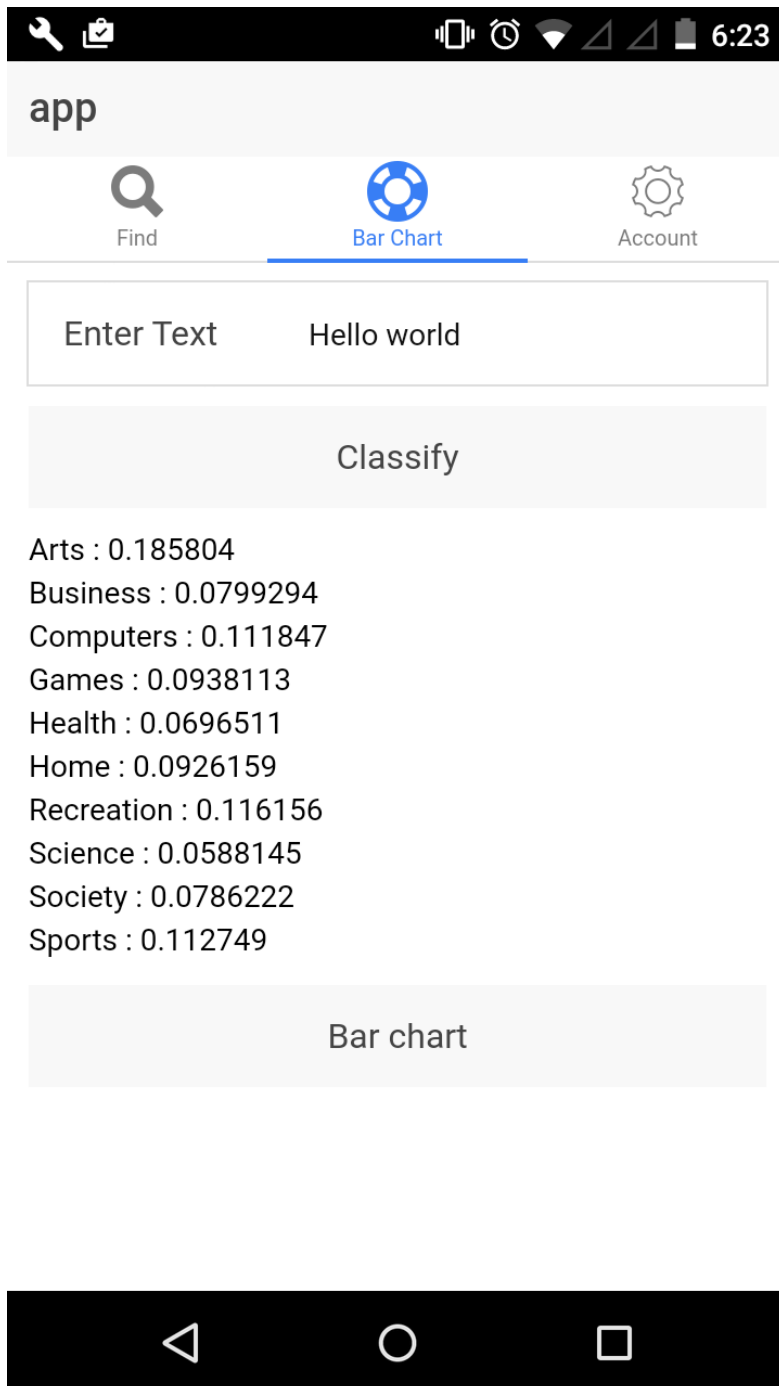 6:23
app
Find Bar Chart Account
Enter Text Hello world
Classify
Arts : 0.185804
Business : 0.0799294
Computers : 0.111847
Games : 0.0938113
Health : 0.0696511
Home : 0.0926159
Recreation : 0.116156
Science : 0.0588145
Society : 0.0786222
Sports : 0.112749
Bar chart